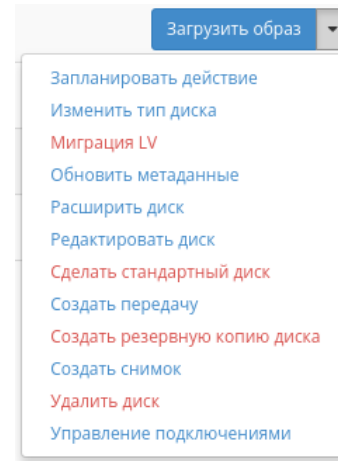 Загрузить образ
Запланировать действие
Изменить тип диска
Миграция LV
Обновить метаданные
Расширить диск
Редактировать диск
Сделать стандартный диск
Создать передачу
Создать резервную копию диска
Создать снимок
Удалить диск
Управление подключениями